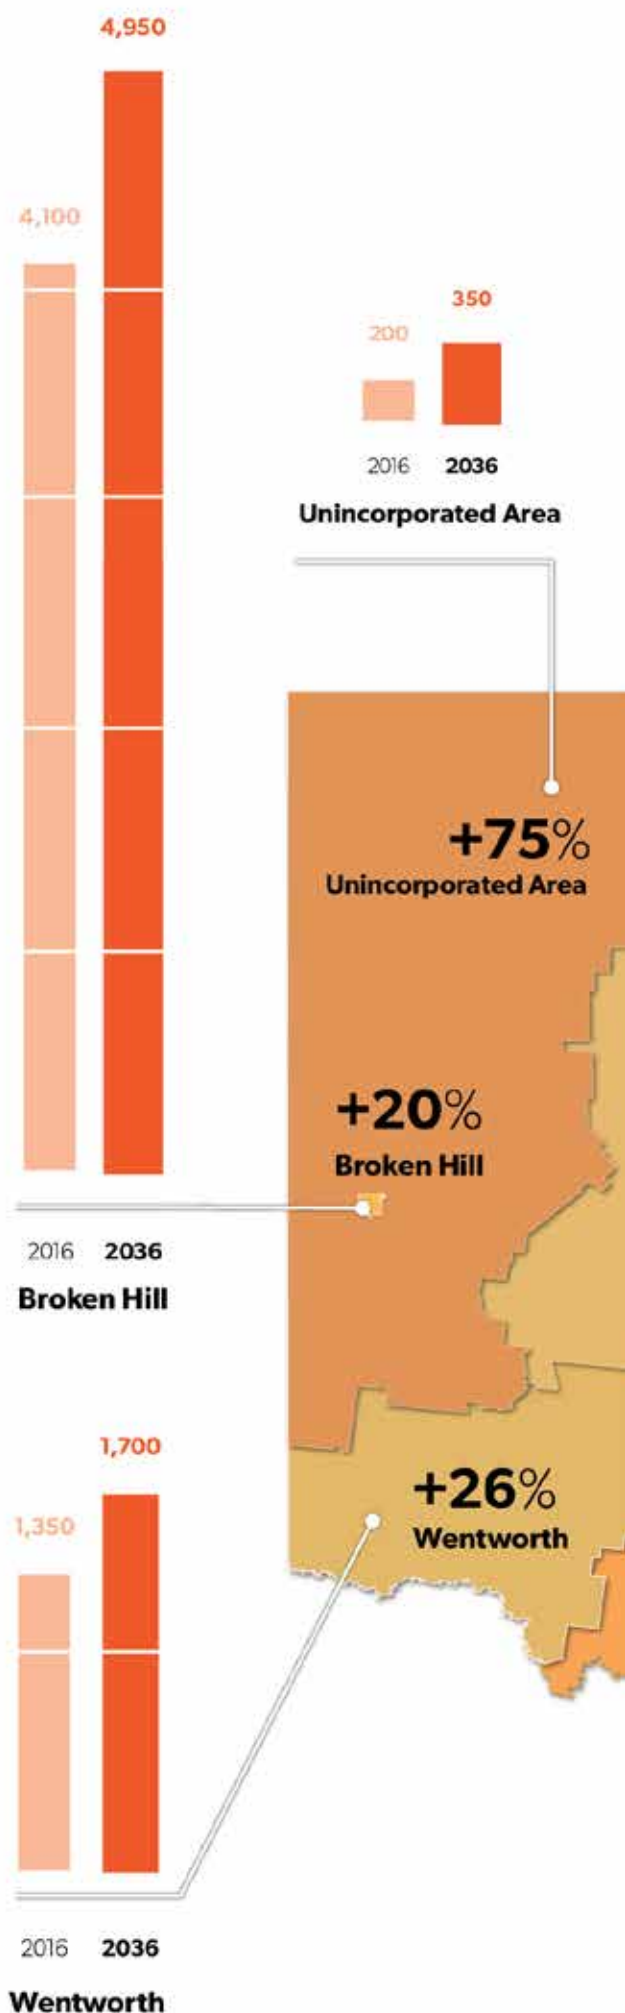 4,950
4,100
2016 2036
Broken Hill
350
200
2016 2036
Unincorporated Area
+75%
Unincorporated Area
+20%
Broken Hill
+26%
Wentworth
1,700
1,350
2016 2036
Wentworth